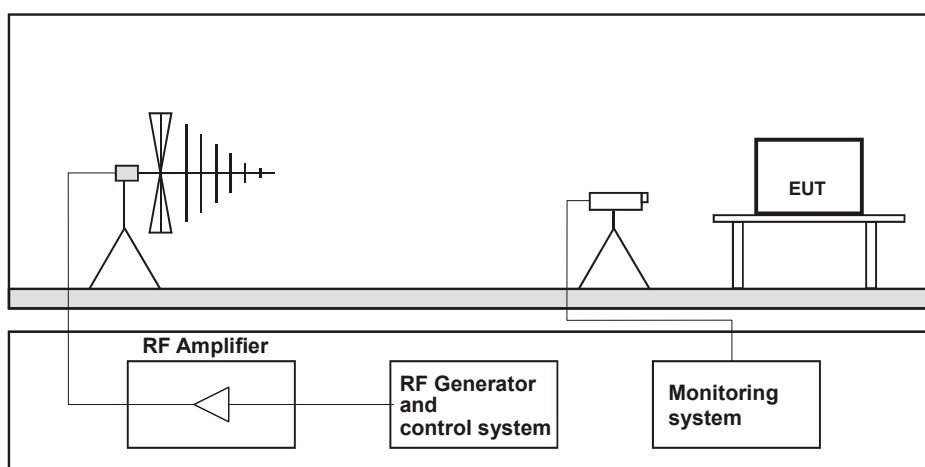 EUT
RF Amplifier
RF Generator
and
control system
Monitoring
system